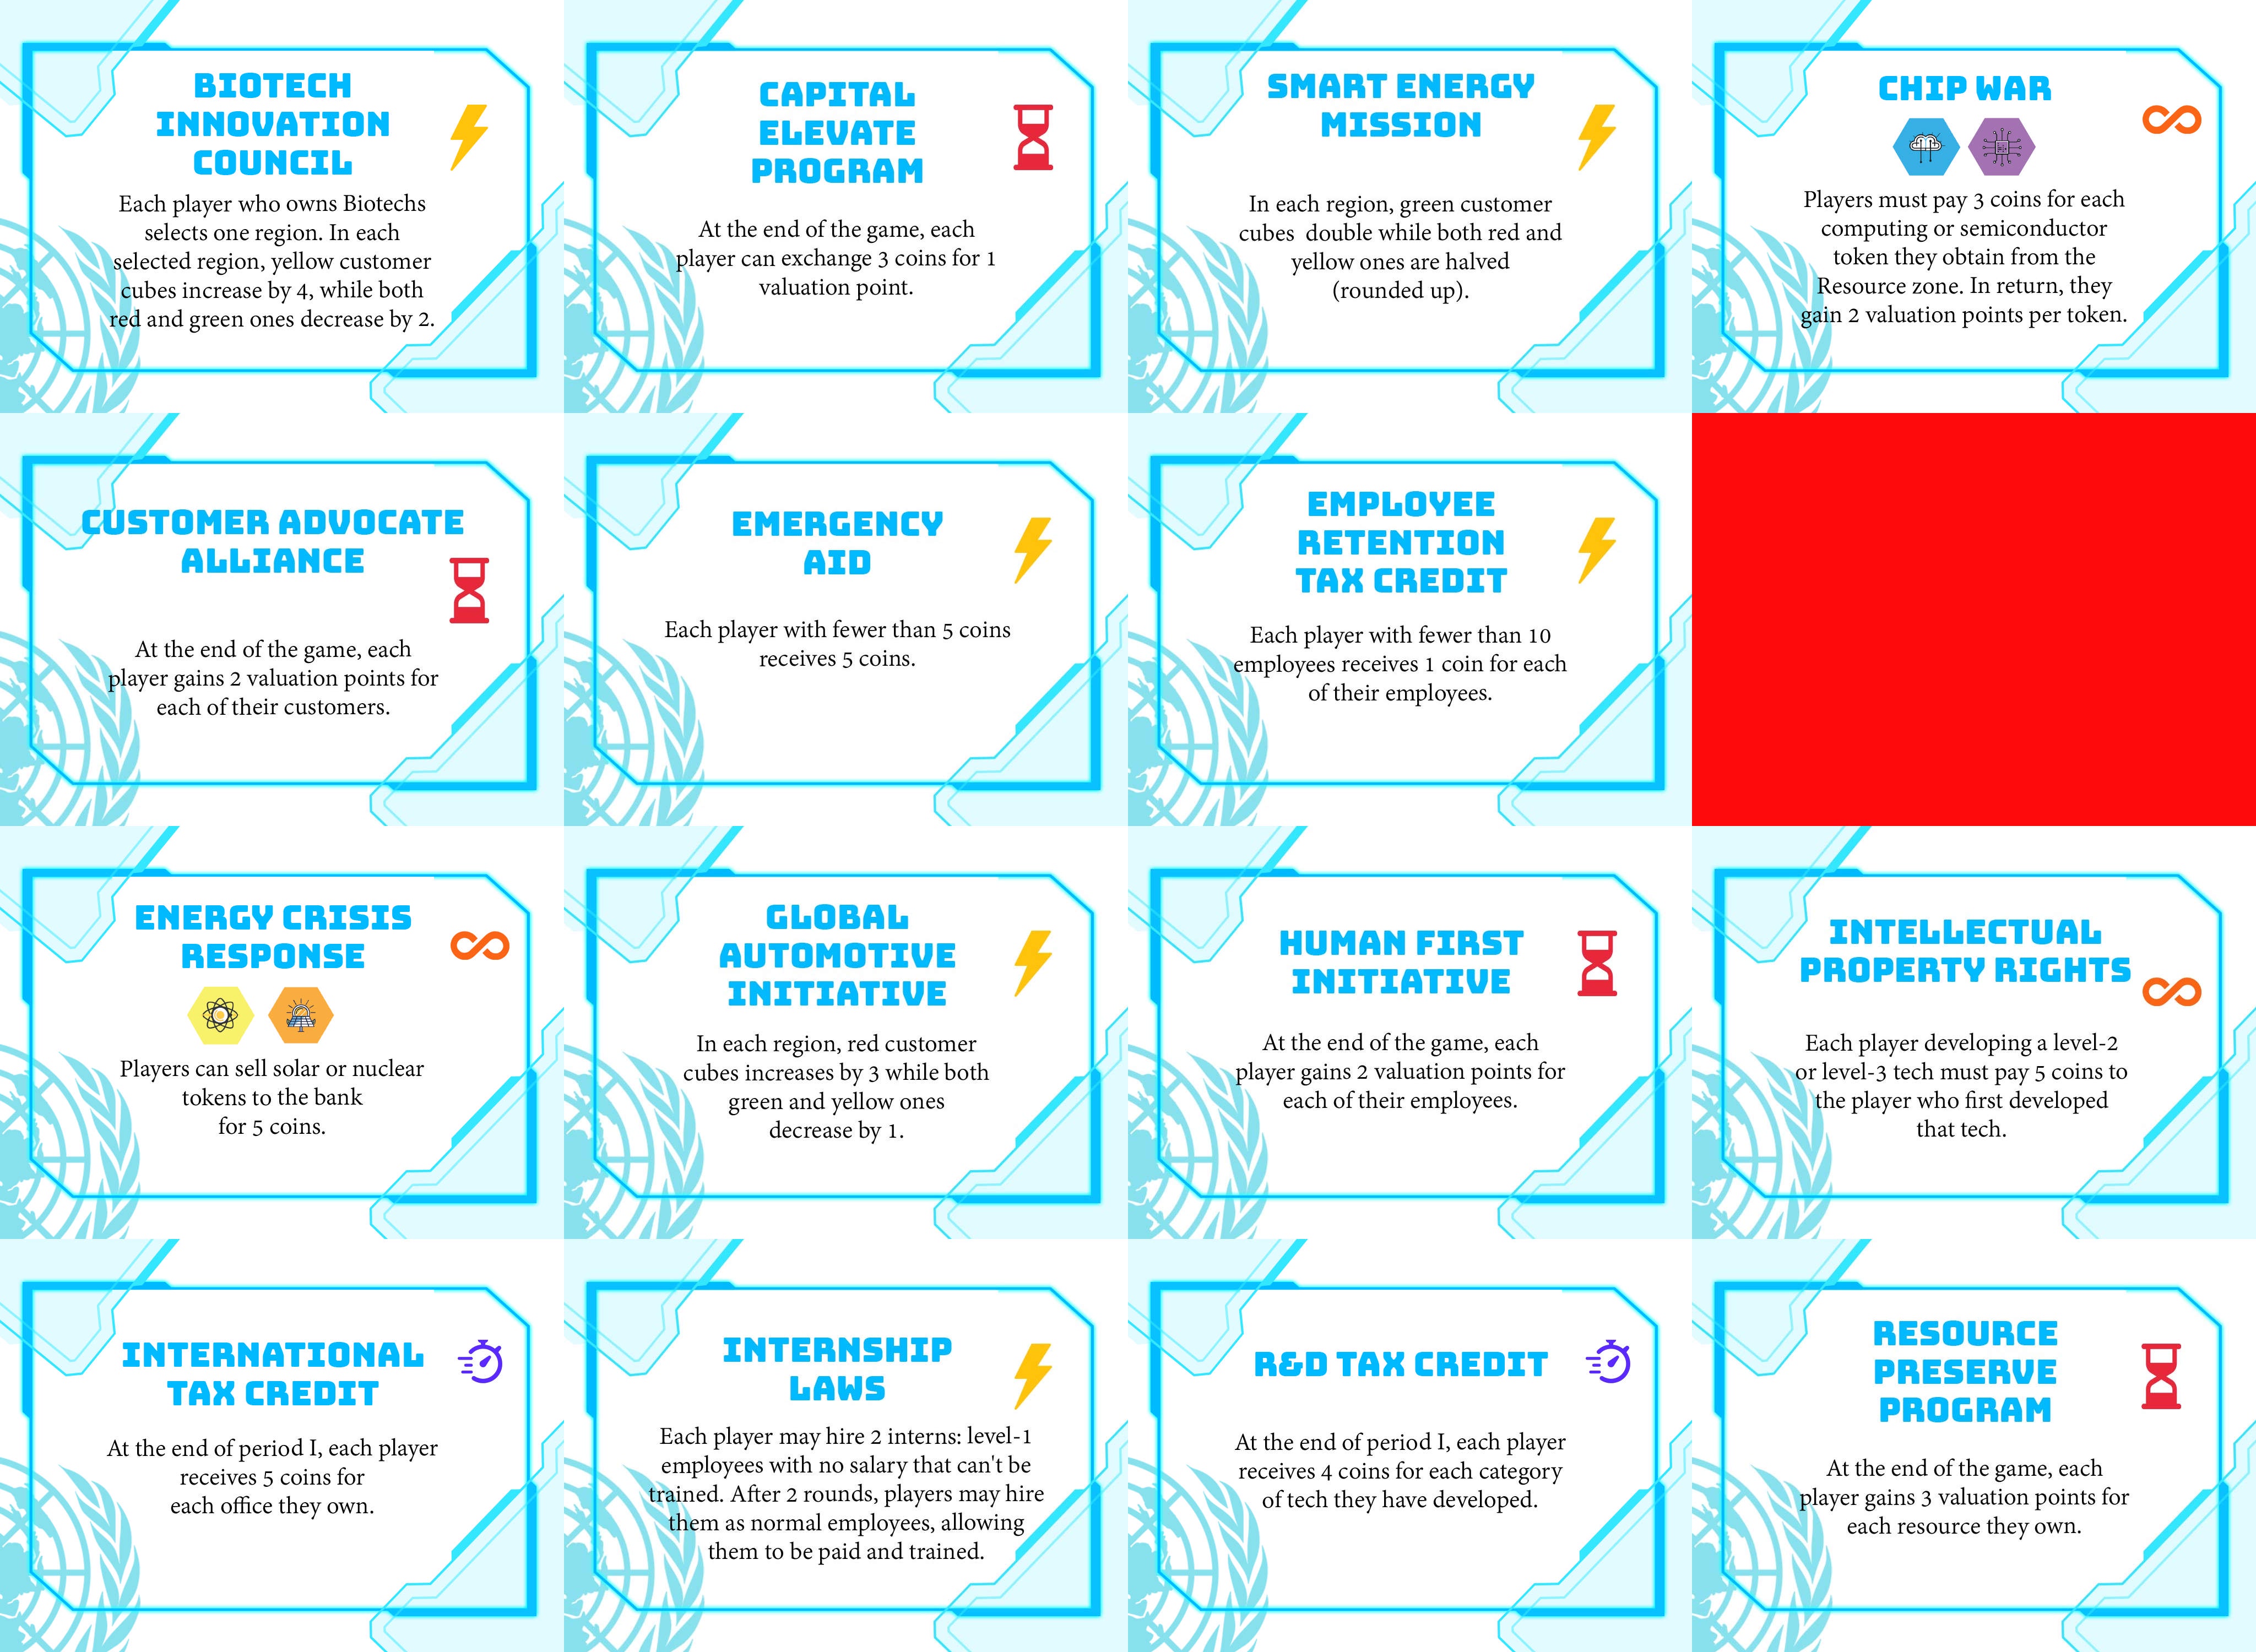 BIOTECH
INNOVATION
COUNCIL
Each player who owns Biotechs
selects one region. In each
selected region, yellow customer
cubes increase by 4, while both
red and green ones decrease by 2.
CAPITAL
ELEVATE
PROGRAM
At the end of the game, each
player can exchange 3 coins for 1
valuation point.
SMART ENERGY
MISSION
In each region, green customer
cubes double while both red and
yellow ones are halved
(rounded up).
CHIP WAR
Players must pay 3 coins for each
computing or semiconductor
token they obtain from the
Resource zone. In return, they
gain 2 valuation points per token.
CUSTOMER ADVOCATE
ALLIANCE
At the end of the game, each
player gains 2 valuation points for
each of their customers.
EMERGENCY
AID
Each player with fewer than 5 coins
receives 5 coins.
EMPLOYEE
RETENTION
TAX CREDIT
Each player with fewer than 10
employees receives 1 coin for each
of their employees.
ENERGY CRISIS
RESPONSE
Players can sell solar or nuclear
tokens to the bank
for 5 coins.
GLOBAL
AUTOMOTIVE
INITIATIVE
In each region, red customer
cubes increases by 3 while both
green and yellow ones
decrease by 1.
HUMAN FIRST
INITIATIVE
At the end of the game, each
player gains 2 valuation points for
each of their employees.
INTELLECTUAL
PROPERTY RIGHTS
Each player developing a level-2
or level-3 tech must pay 5 coins to
the player who first developed
that tech.
INTERNATIONAL
TAX CREDIT
At the end of period I, each player
receives 5 coins for
each office they own.
INTERNSHIP
LAWS
Each player may hire 2 interns: level-1
employees with no salary that can't be
trained. After 2 rounds, players may hire
them as normal employees, allowing
them to be paid and trained.
R&D TAX CREDIT
At the end of period I, each player
receives 4 coins for each category
of tech they have developed.
RESOURCE
PRESERVE
PROGRAM
At the end of the game, each
player gains 3 valuation points for
each resource they own.